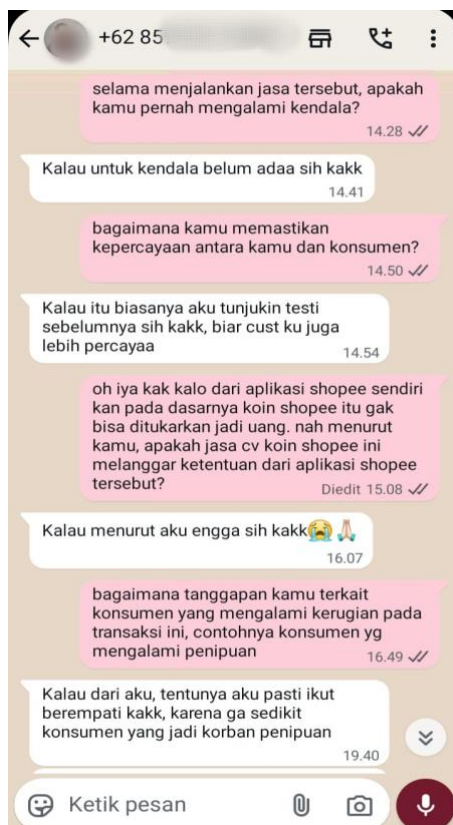 +62 85
selama menjalankan jasa tersebut, apakah
kamu pernah mengalami kendala?
14.28
Kalau untuk kendala belum adaa sih kakk
14.41
bagaimana kamu memastikan
kepercayaan antara kamu dan konsumen?
14.50
Kalau itu biasanya aku tunjukin testi
sebelumnya sih kakk, biar cust ku juga
lebih percayaa
14.54
oh iya kak kalo dari aplikasi shopee sendiri
kan pada dasarnya koin shopee itu gak
bisa ditukarkan jadi uang. nah menurut
kamu, apakah jasa cv koin shopee ini
melanggar ketentuan dari aplikasi shopee
tersebut?
Diedit 15.08
Kalau menurut aku engga sih kakk😭🙏🏻
16.07
bagaimana tanggapan kamu terkait
konsumen yang mengalami kerugian pada
transaksi ini, contohnya konsumen yg
mengalami penipuan
16.49
Kalau dari aku, tentunya aku pasti ikut
berempati kakk, karena ga sedikit
konsumen yang jadi korban penipuan
19.40
Ketik pesan